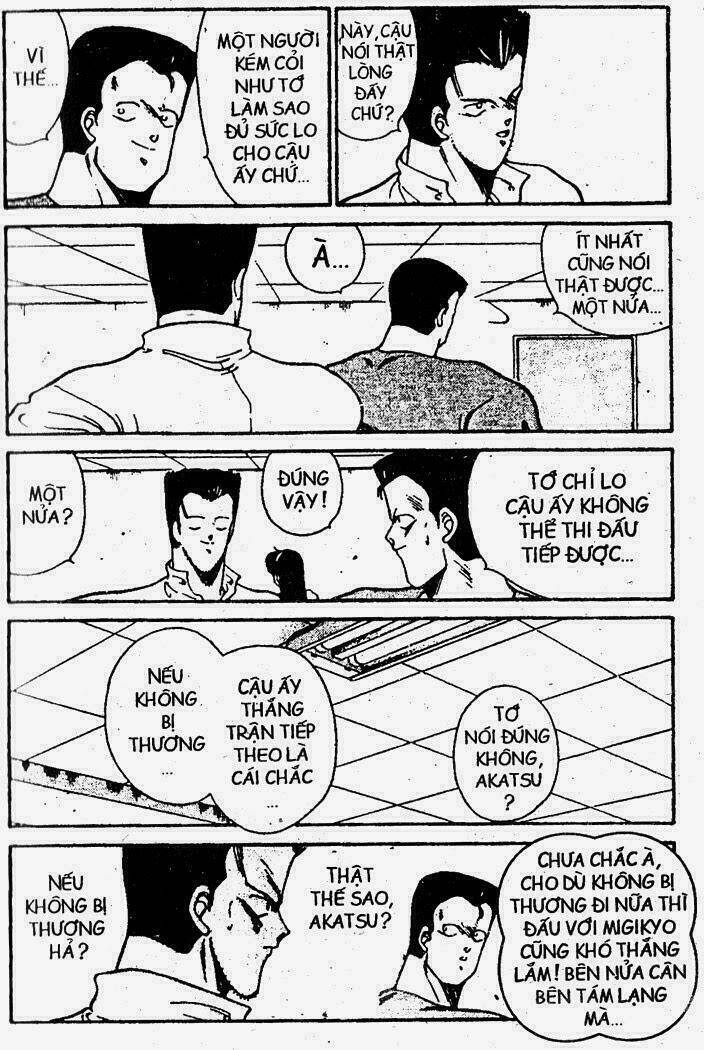 NÀY, CẬU
NÓI THẬT
LÒNG
ĐẤY
CHỨ?
MỘT NGƯỜI
KÉM CỎI
NHƯ TỚ
LÀM SAO
ĐỦ SỨC LO
CHO CẬU
ẤY CHỨ...
VÌ
THẾ...
ÍT NHẤT
CŨNG NÓI
THẬT ĐƯỢC...
MỘT NỬA...
À...
TỚ CHỈ LO
CẬU ẤY KHÔNG
THỂ THI ĐẤU
TIẾP ĐƯỢC...
ĐÚNG
VẬY!
MỘT
NỬA?
TỚ
NÓI ĐÚNG
KHÔNG,
AKATSU
?
CẬU ẤY
THẮNG
TRẬN TIẾP
THEO LÀ
CÁI CHẮC
...
NẾU
KHÔNG
BỊ
THƯƠNG
...
CHƯA CHẮC À,
CHO DÙ KHÔNG BỊ
THƯƠNG ĐI NỮA THÌ
ĐẤU VỚI MIGIKYO
CŨNG KHÓ THẮNG
LẮM! BÊN NỬA CÂN
BÊN TÁM LẠNG
MÀ...
THẬT
THẾ SAO,
AKATSU?
NẾU
KHÔNG BỊ
THƯƠNG
HẢ?